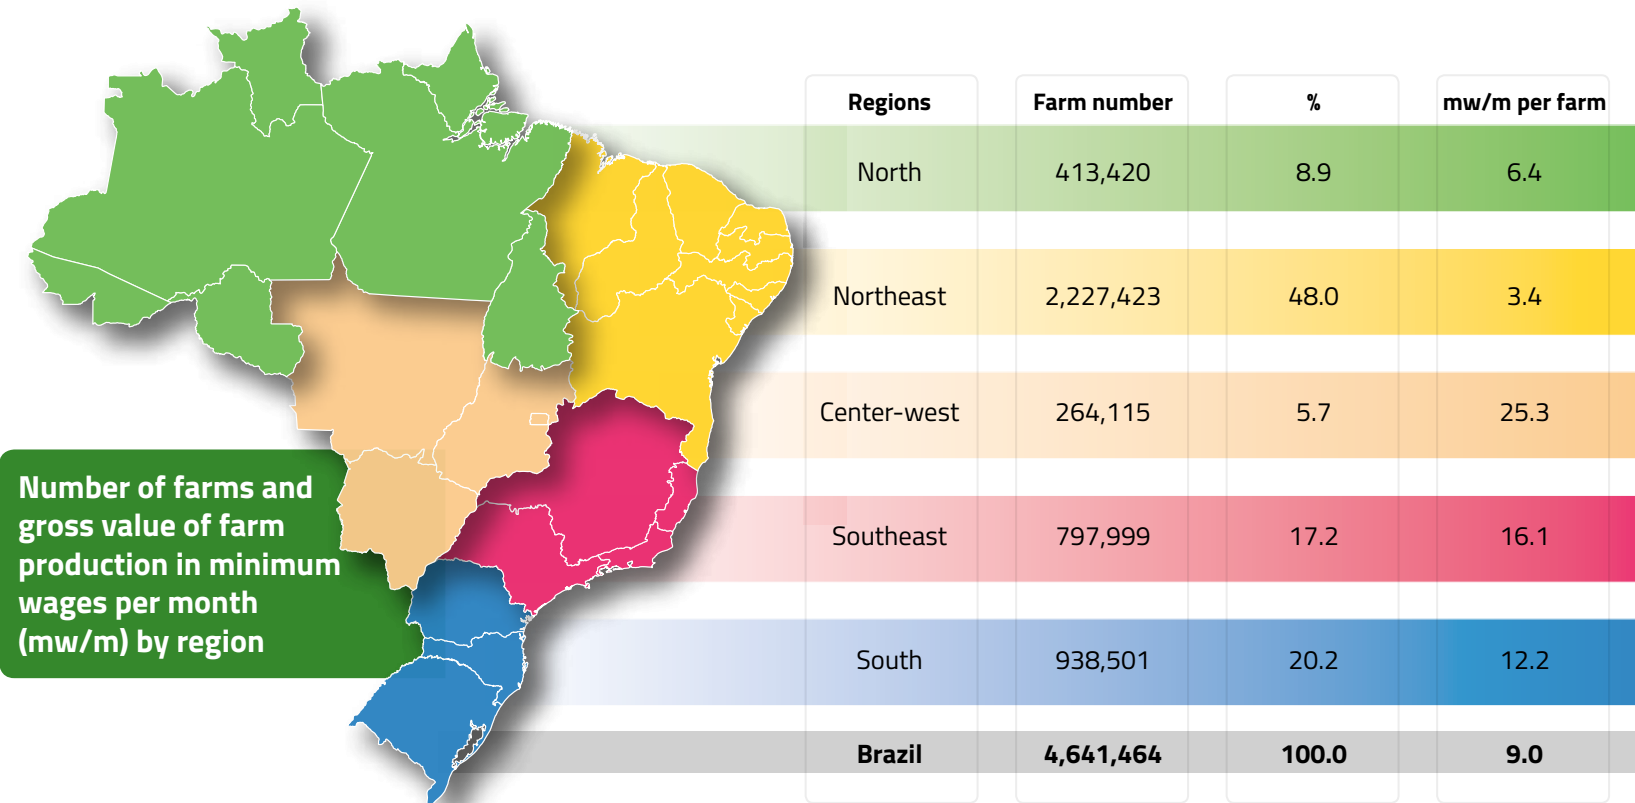 Regions Farm number % mw/m per farm
North 413,420 8.9 6.4
Northeast 2,227,423 48.0 3.4
Center-west 264,115 5.7 25.3
Southeast 797,999 17.2 16.1
South 938,501 20.2 12.2
Brazil 4,641,464 100.0 9.0
Number of farms and
gross value of farm
production in minimum
wages per month
(mw/m) by region